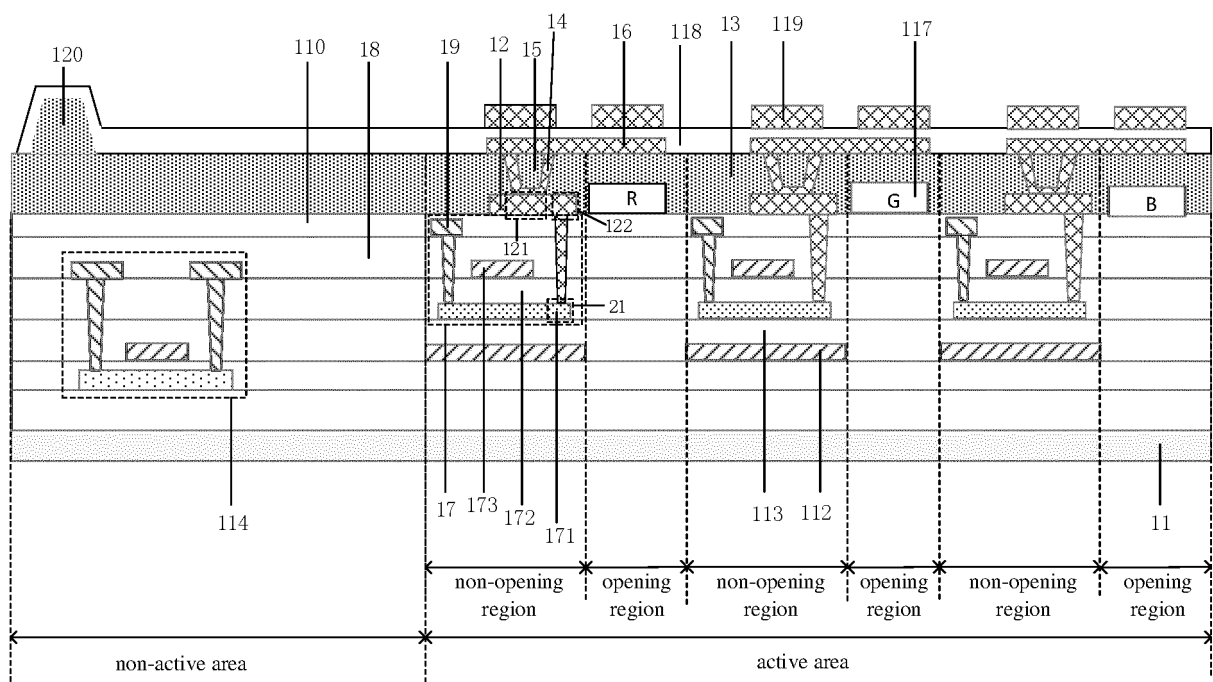 120
110
18
19
12
15
14
16
118
13
119
117
R
G
B
121
122
21
114
17
173
172
171
113
112
11
non-opening
region
opening
region
non-opening
region
opening
region
non-opening
region
opening
region
non-active area
active area